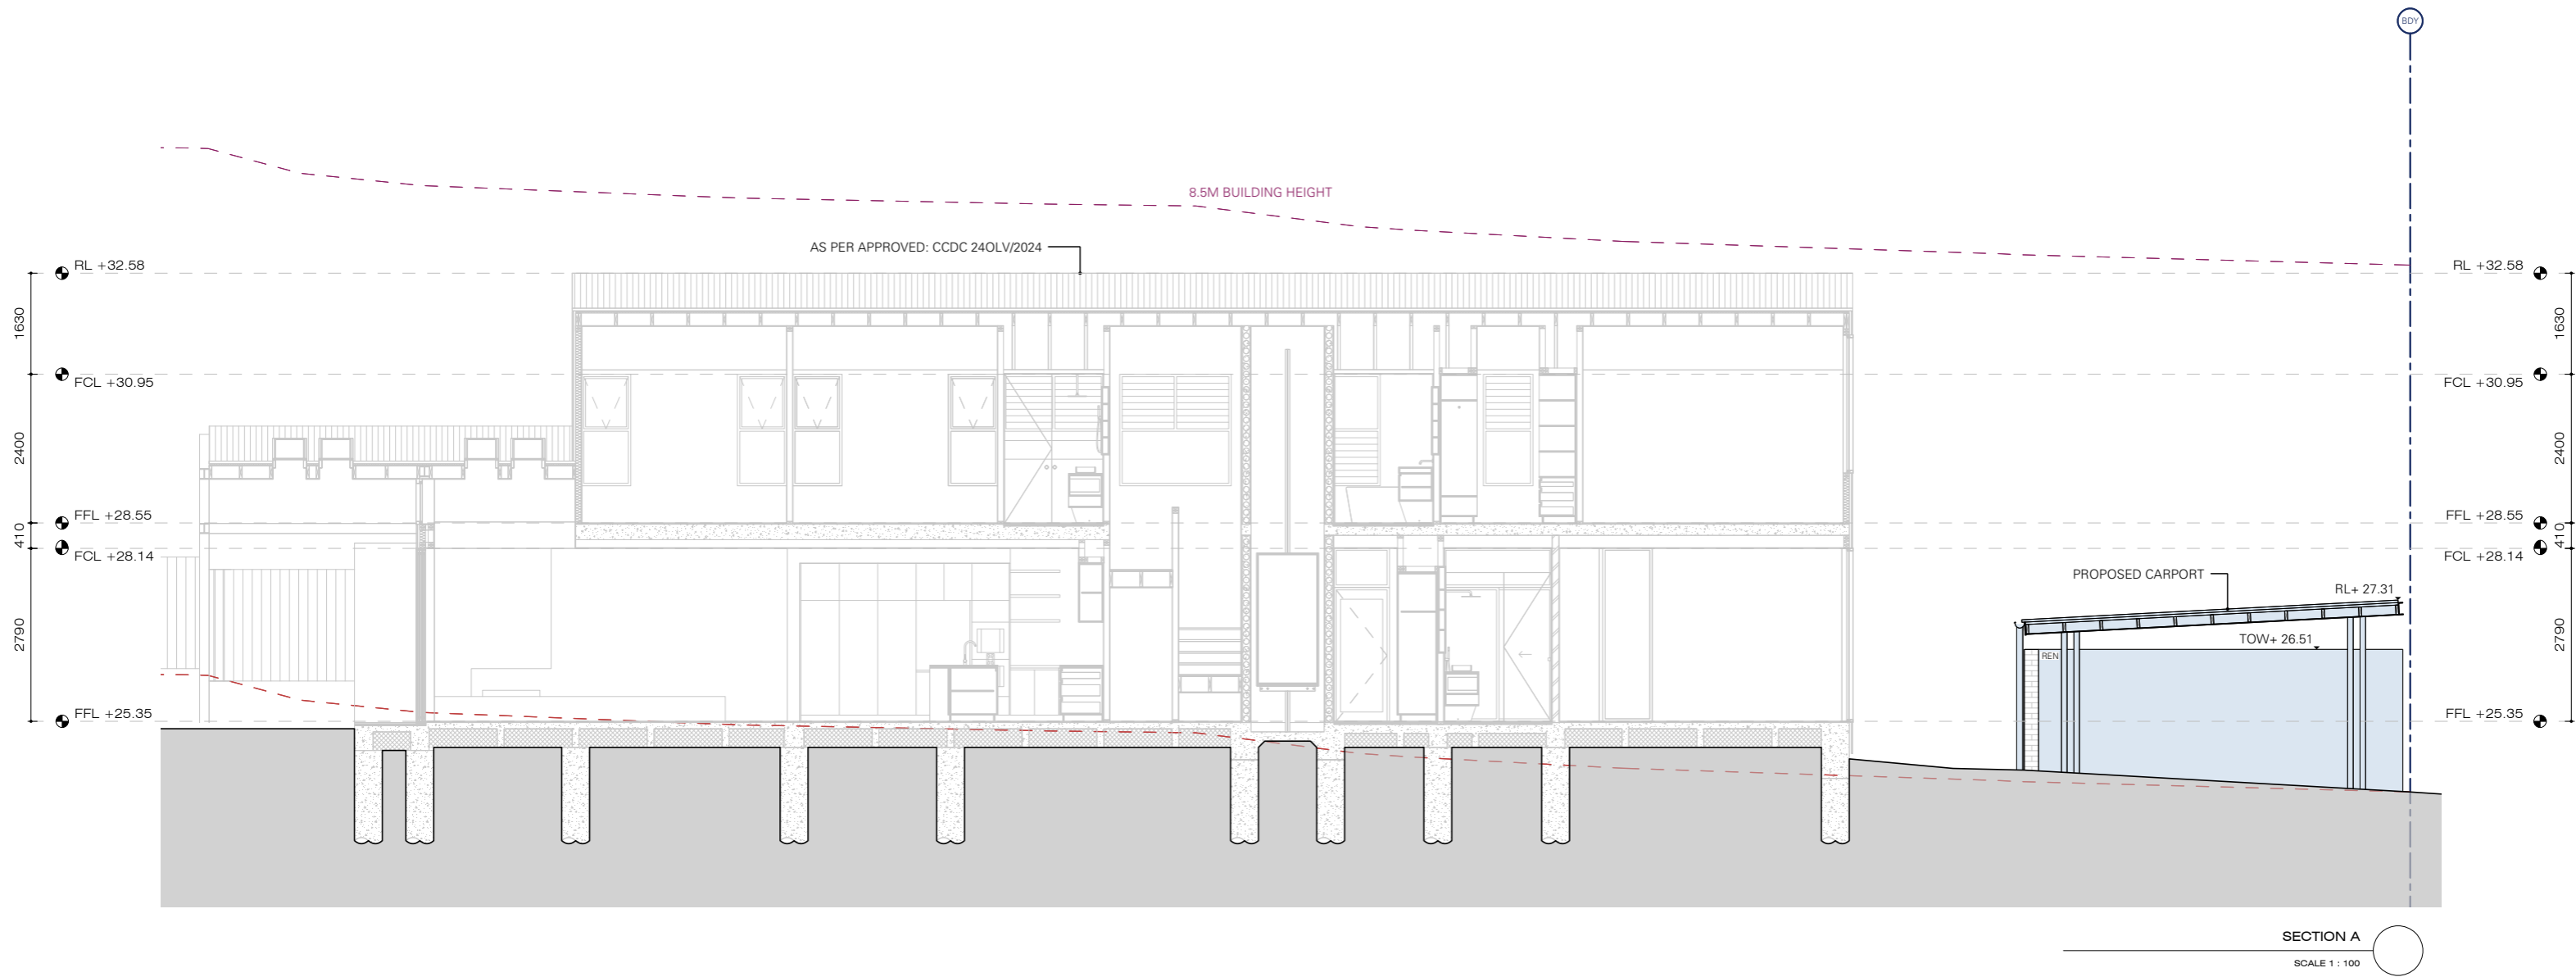 BDY
8.5M BUILDING HEIGHT
AS PER APPROVED: CCDC 24OLV/2024
RL +32.58
RL +32.58
1630
1630
FCL +30.95
FCL +30.95
2400
2400
FFL +28.55
FFL +28.55
410
410
FCL +28.14
FCL +28.14
PROPOSED CARPORT
RL+ 27.31
2790
2790
TOW+ 26.51
REN
FFL +25.35
FFL +25.35
SECTION A
SCALE 1 : 100